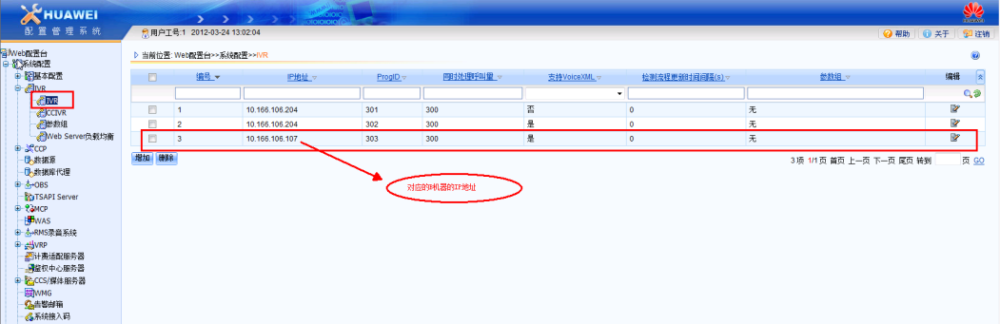 HUAWEI
配置管理系统
HUAWEI
用户工号:1 2012-03-24 13:02:04
帮助 关于 注销
Web配置台
系统配置
基本配置
IVR
IVR
CCIVR
参数组
Web Server负载均衡
CCP
数据源
数据库代理
OBS
TSAPI Server
MCP
WAS
RMS录音系统
VRP
计费适配服务器
鉴权中心服务器
CCS/媒体服务器
WMG
告警邮箱
系统接入码
当前位置: Web配置台>>系统配置>>IVR
编号 IP地址 ProgID 同时处理呼叫量 支持VoiceXML 检测流程更新时间间隔(s) 参数组 编辑
1 10.166.106.204 301 300 否 0 无
2 10.166.106.204 302 300 是 0 无
3 10.166.106.107 303 300 是 0 无
增加 删除
3项 1/1页 首页 上一页 下一页 尾页 转到 页 GO